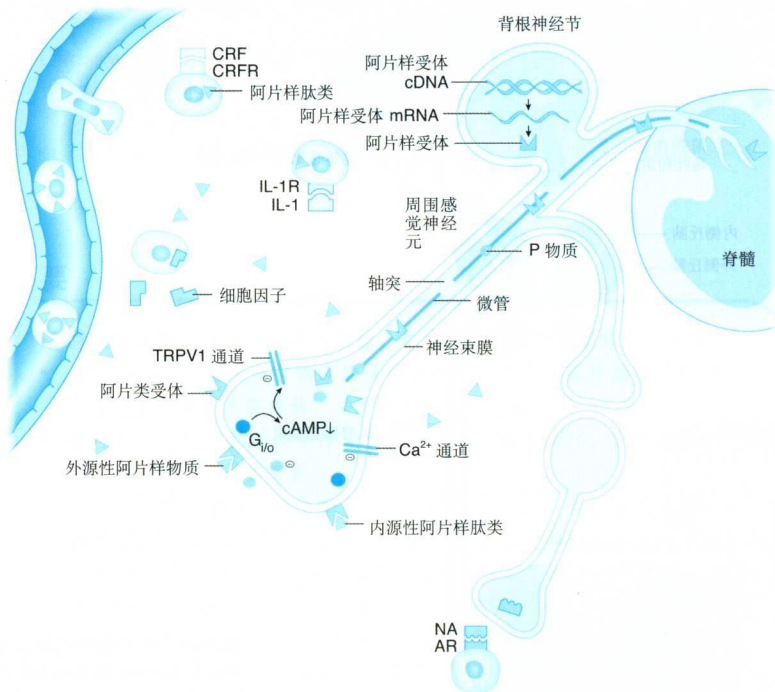 背根神经节
CRF
CRFR
阿片样肽类
阿片样受体
cDNA
阿片样受体 mRNA
阿片样受体
IL-1R
IL-1
周围感
觉神经
元
P 物质
脊髓
轴突
细胞因子
微管
神经束膜
TRPV1 通道
阿片类受体
cAMP↓
Gi/o
Ca2+ 通道
外源性阿片样物质
内源性阿片样肽类
NA
AR